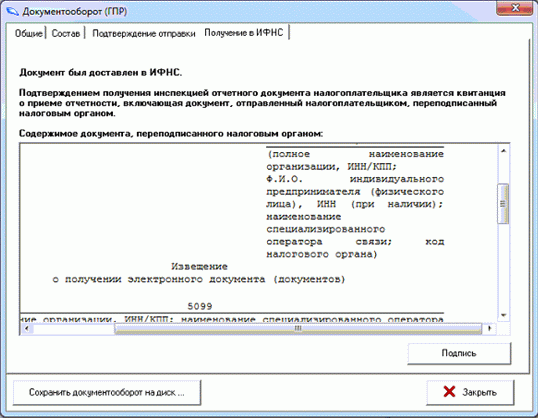 Документооборот (ГПР)
Общие Состав Подтверждение отправки Получение в ИФНС
Документ был доставлен в ИФНС.
Подтверждением получения инспекцией отчетного документа налогоплательщика является квитанция
о приеме отчетности, включающая документ, отправленный налогоплательщиком, переподписанный
налоговым органом.
Содержимое документа, переподписанного налоговым органом:
(полное наименование
организации, ИНН/КПП;
Ф.И.О. индивидуального
предпринимателя (физического
лица), ИНН (при наличии);
наименование
специализированного
оператора связи; код
налогового органа)
Извещение
о получении электронного документа (документов)
5099
ние организации, ИНН/КПП; наименование специализированного оператора
Подпись
Сохранить документооборот на диск ...
Закрыть